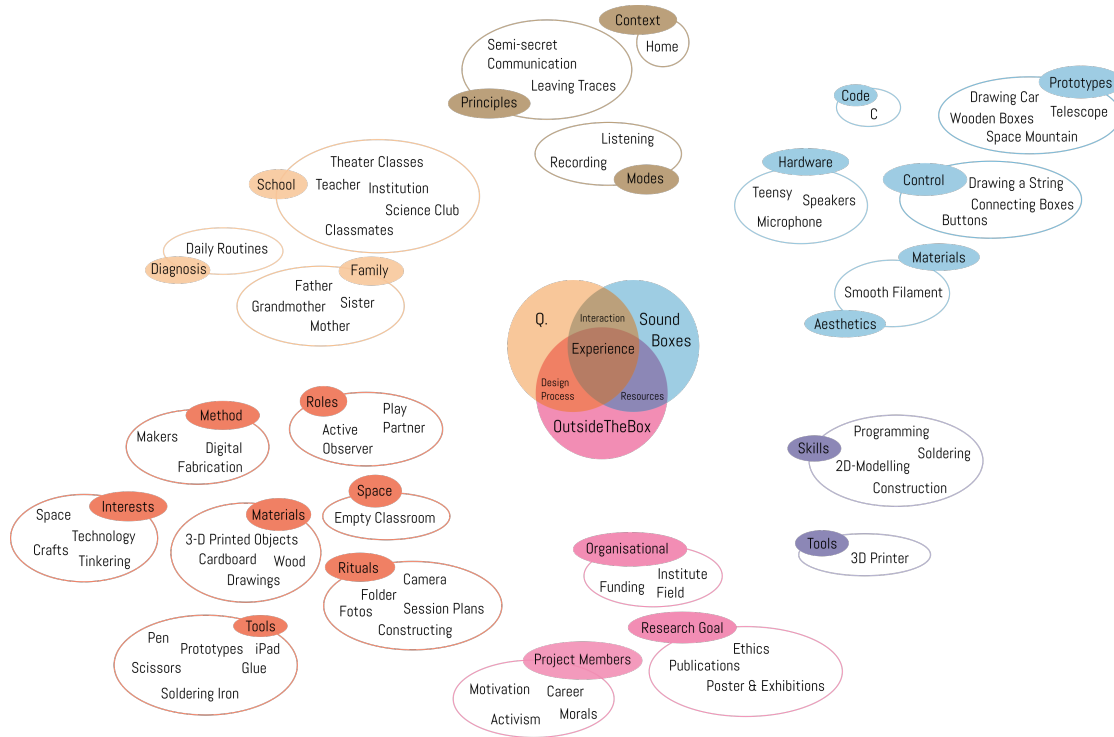 Context
Home
Semi-secret
Communication
Leaving Traces
Principles
Listening
Recording
Modes
Code
C
Prototypes
Drawing Car
Telescope
Wooden Boxes
Space Mountain
Hardware
Teensy
Speakers
Microphone
Control
Drawing a String
Connecting Boxes
Buttons
Materials
Smooth Filament
Aesthetics
School
Theater Classes
Teacher
Institution
Science Club
Classmates
Daily Routines
Diagnosis
Family
Father
Grandmother
Sister
Mother
Q.
Interaction
Sound
Boxes
Experience
Design
Process
Resources
OutsideTheBox
Method
Makers
Digital
Fabrication
Roles
Play
Partner
Active
Observer
Interests
Space
Technology
Crafts
Tinkering
Materials
3-D Printed Objects
Cardboard
Wood
Drawings
Space
Empty Classroom
Rituals
Camera
Folder
Fotos
Session Plans
Constructing
Tools
Pen
Prototypes
iPad
Scissors
Glue
Soldering Iron
Skills
Programming
Soldering
2D-Modelling
Construction
Tools
3D Printer
Organisational
Institute
Funding
Field
Research Goal
Ethics
Publications
Poster & Exhibitions
Project Members
Motivation
Career
Activism
Morals